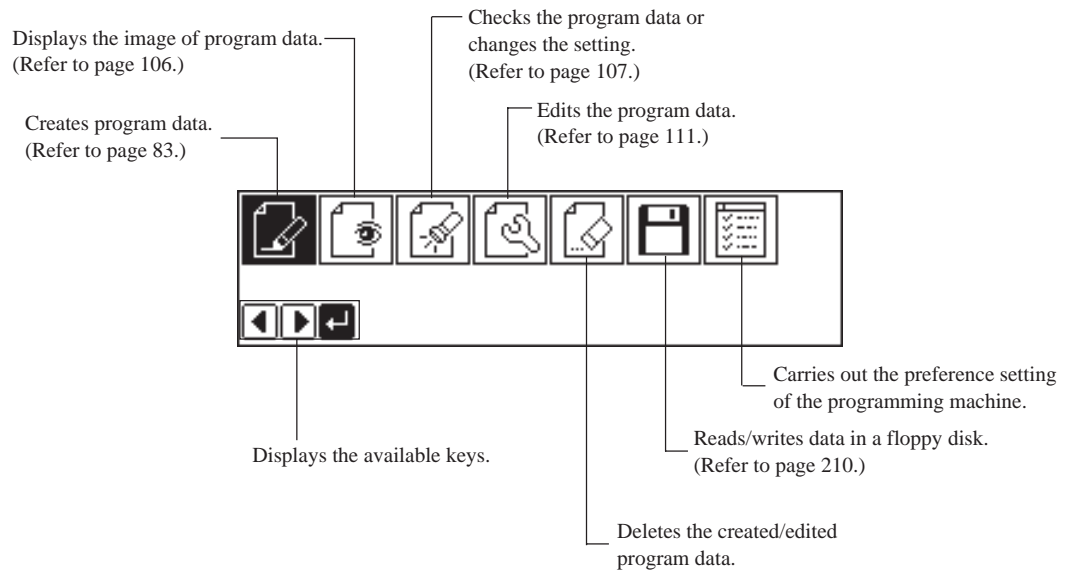 Checks the program data or
changes the setting.
(Refer to page 107.)
Displays the image of program data.
(Refer to page 106.)
Edits the program data.
(Refer to page 111.)
Creates program data.
(Refer to page 83.)
Carries out the preference setting
of the programming machine.
Reads/writes data in a floppy disk.
(Refer to page 210.)
Displays the available keys.
Deletes the created/edited
program data.